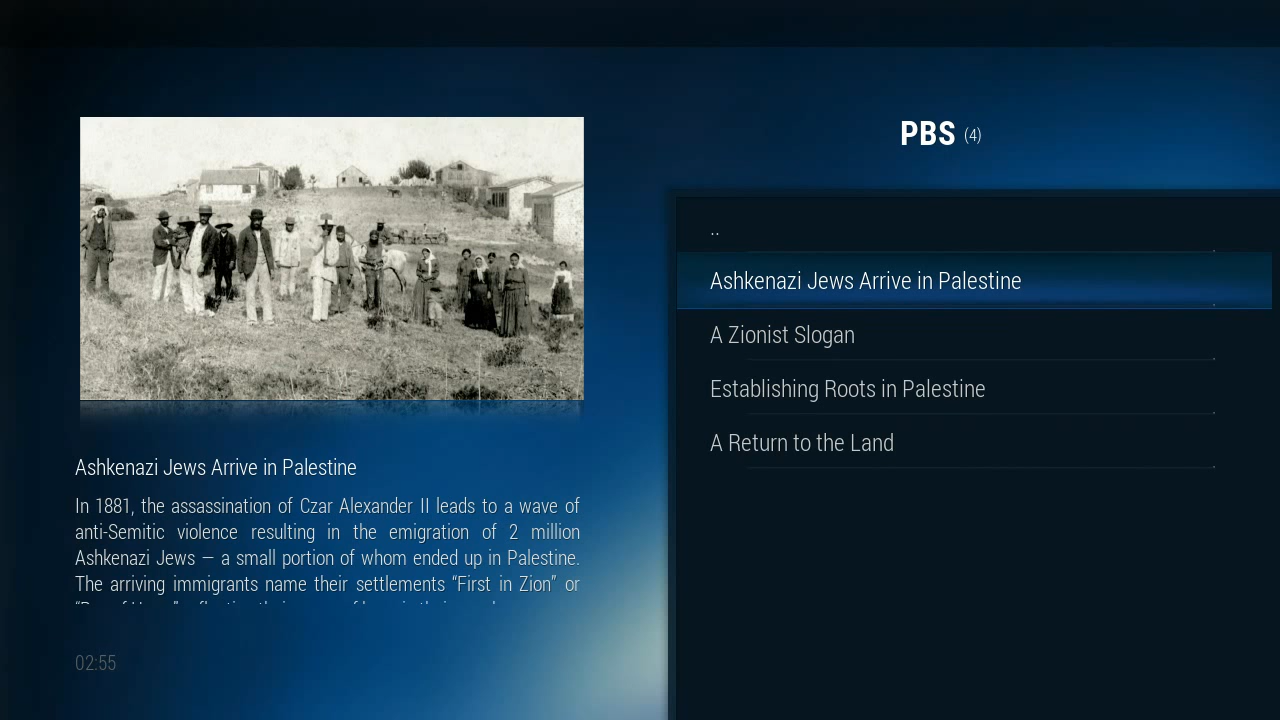 PBS (4)
..
Ashkenazi Jews Arrive in Palestine
A Zionist Slogan
Establishing Roots in Palestine
A Return to the Land
Ashkenazi Jews Arrive in Palestine
In 1881, the assassination of Czar Alexander II leads to a wave of
anti-Semitic violence resulting in the emigration of 2 million
Ashkenazi Jews — a small portion of whom ended up in Palestine.
The arriving immigrants name their settlements “First in Zion” or
02:55